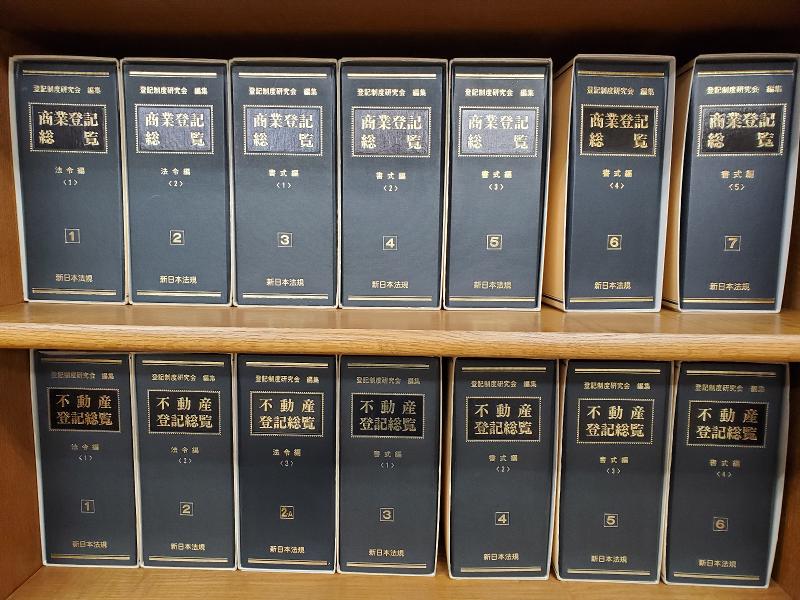 登記制度研究会 編集
商業登記
総覧
法令編
〈1〉
1
新日本法規
登記制度研究会 編集
商業登記
総覧
法令編
〈2〉
2
新日本法規
登記制度研究会 編集
商業登記
総覧
書式編
〈1〉
3
新日本法規
登記制度研究会 編集
商業登記
総覧
書式編
〈2〉
4
新日本法規
登記制度研究会 編集
商業登記
総覧
書式編
〈3〉
5
新日本法規
登記制度研究会 編集
商業登記
総覧
書式編
〈4〉
6
新日本法規
登記制度研究会 編集
商業登記
総覧
書式編
〈5〉
7
新日本法規
登記制度研究会 編集
不動産
登記総覧
法令編
〈1〉
1
新日本法規
登記制度研究会 編集
不動産
登記総覧
法令編
〈2〉
2
新日本法規
登記制度研究会 編集
不動産
登記総覧
法令編
〈3〉
2-A
新日本法規
登記制度研究会 編集
不動産
登記総覧
書式編
〈1〉
3
新日本法規
登記制度研究会 編集
不動産
登記総覧
書式編
〈2〉
4
新日本法規
登記制度研究会 編集
不動産
登記総覧
書式編
〈3〉
5
新日本法規
登記制度研究会 編集
不動産
登記総覧
書式編
〈4〉
6
新日本法規